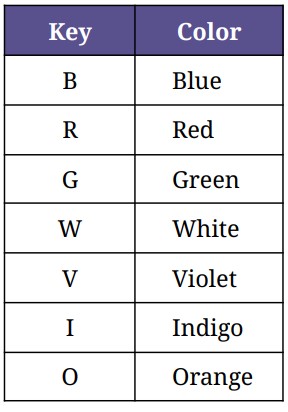 Key Color
B Blue
R Red
G Green
W White
V Violet
I Indigo
O Orange